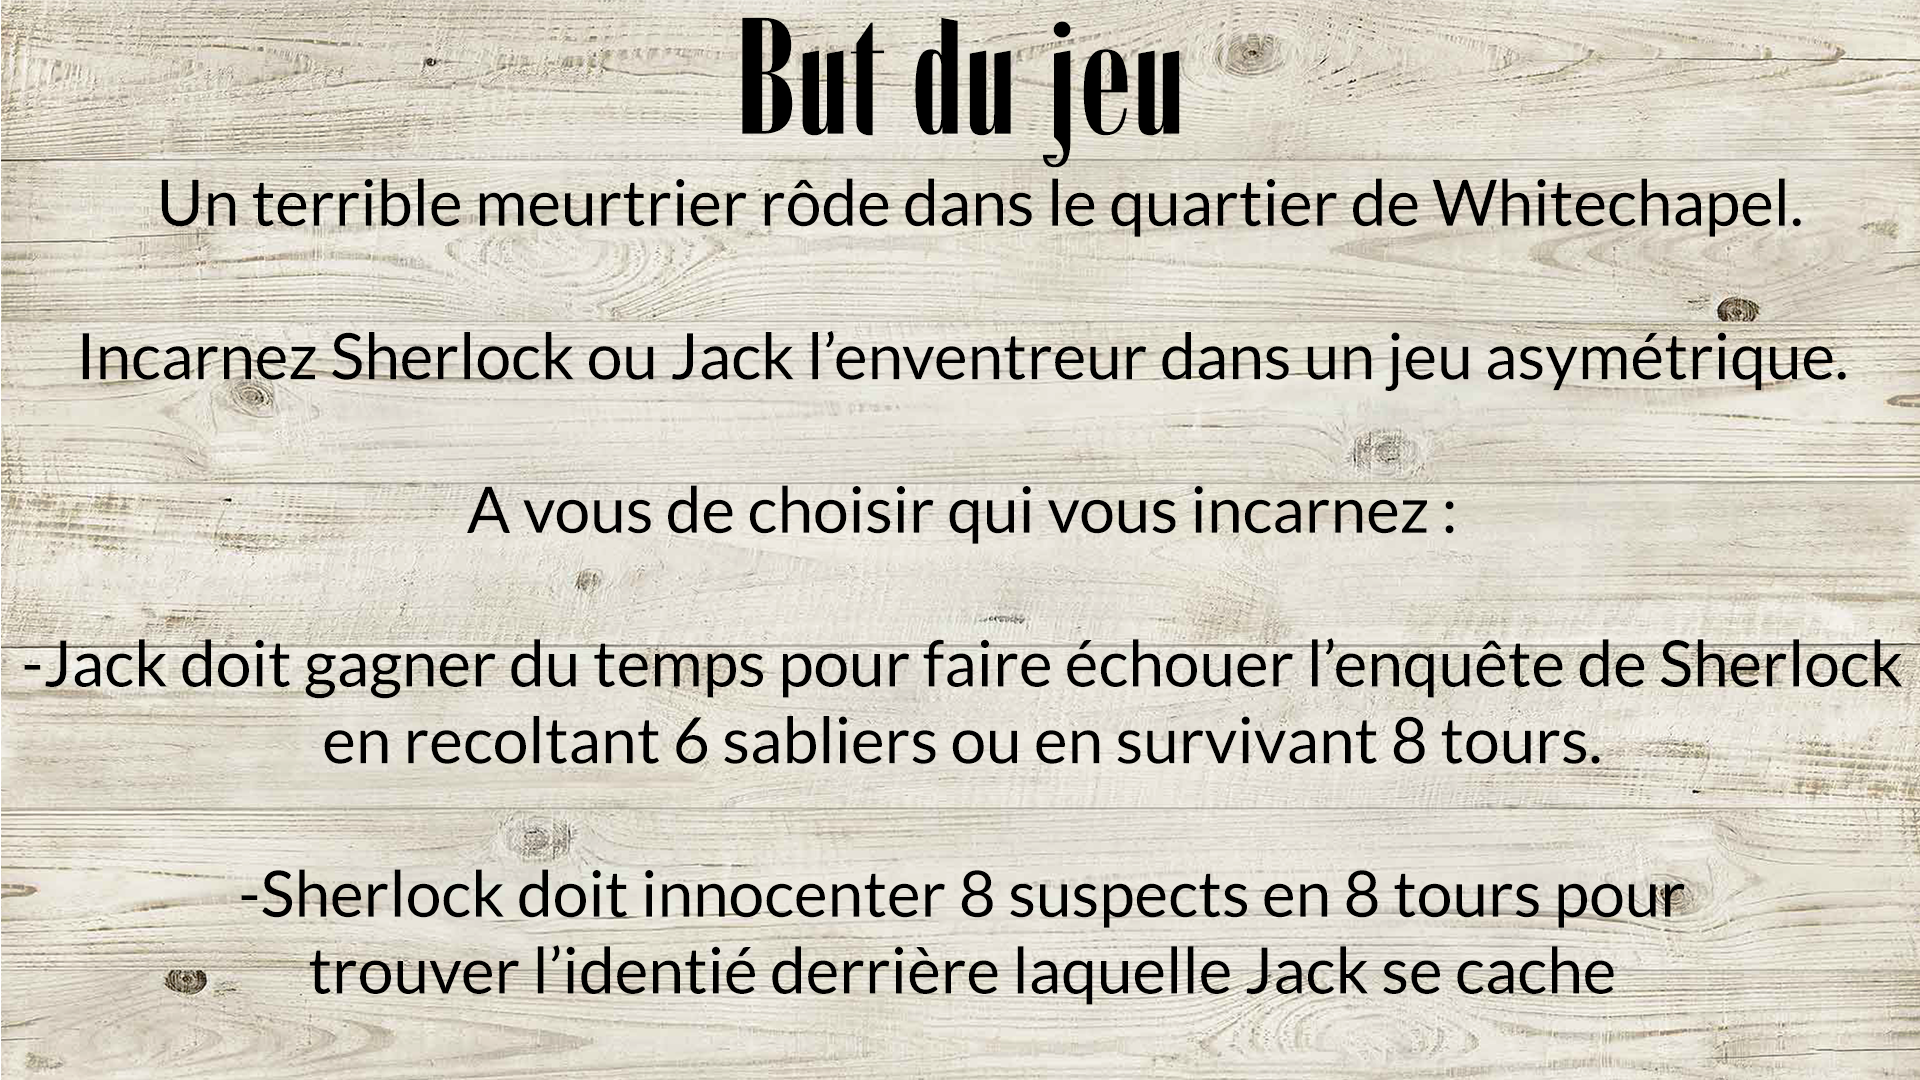 But du jeu
Un terrible meurtrier rôde dans le quartier de Whitechapel.
Incarnez Sherlock ou Jack l’enventreur dans un jeu asymétrique.
A vous de choisir qui vous incarnez :
-Jack doit gagner du temps pour faire échouer l’enquête de Sherlock
en recoltant 6 sabliers ou en survivant 8 tours.
-Sherlock doit innocenter 8 suspects en 8 tours pour
trouver l’identié derrière laquelle Jack se cache